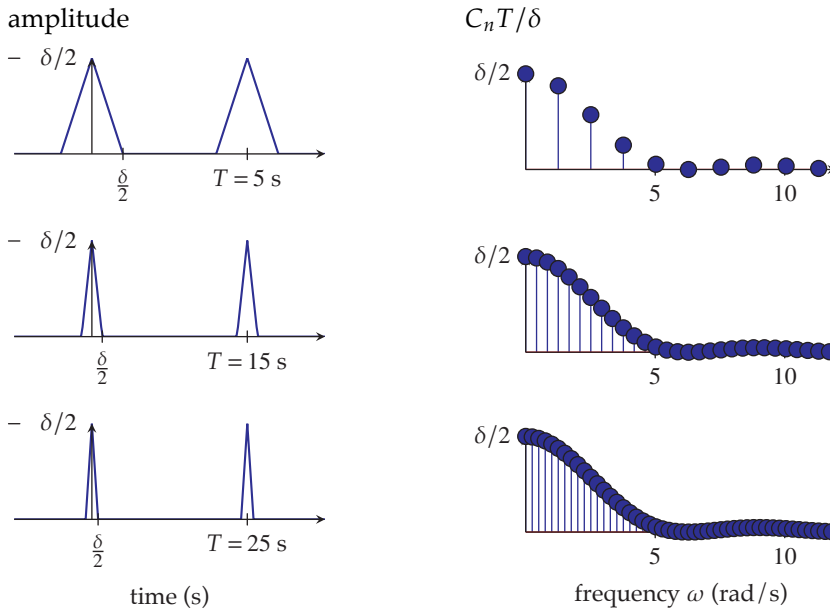 amplitude
δ/2
δ/2
T = 5 s
δ/2
δ/2
T = 15 s
δ/2
δ/2
T = 25 s
time (s)
CₙT/δ
δ/2
5 10
δ/2
5 10
δ/2
5 10
frequency ω (rad/s)